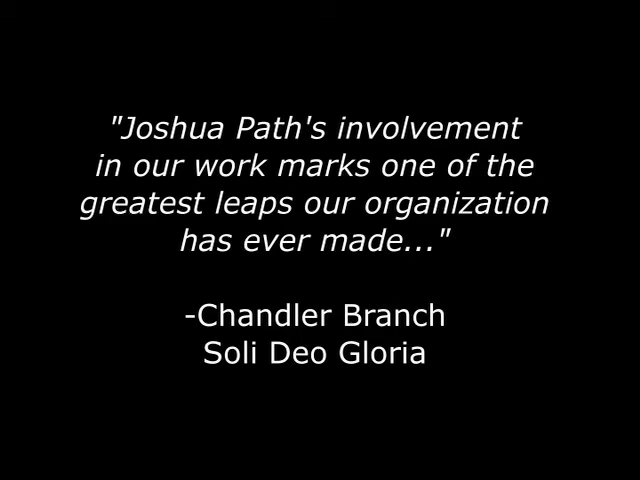 "Joshua Path's involvement
in our work marks one of the
greatest leaps our organization
has ever made..."
-Chandler Branch
Soli Deo Gloria